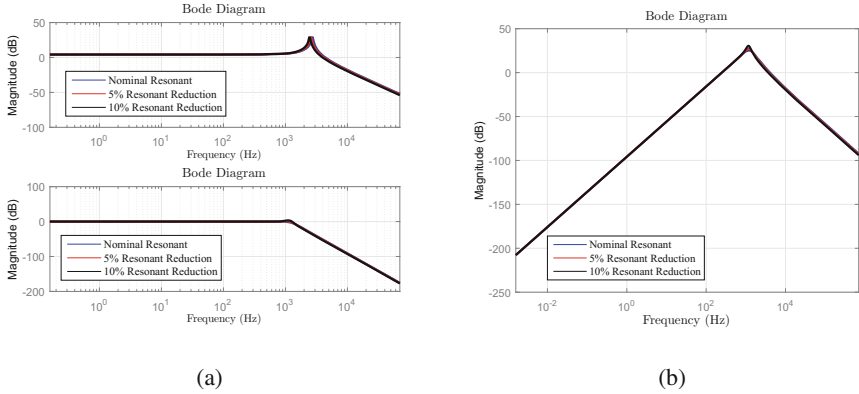 Bode Diagram
50
0
-50
-100
Magnitude (dB)
Nominal Resonant
5% Resonant Reduction
10% Resonant Reduction
10^0
10^1
10^2
10^3
10^4
Frequency (Hz)
Bode Diagram
100
0
-100
-200
Magnitude (dB)
Nominal Resonant
5% Resonant Reduction
10% Resonant Reduction
10^0
10^1
10^2
10^3
10^4
Frequency (Hz)
(a)
Bode Diagram
50
0
-50
-100
-150
-200
-250
Magnitude (dB)
Nominal Resonant
5% Resonant Reduction
10% Resonant Reduction
10^-2
10^0
10^2
10^4
Frequency (Hz)
(b)